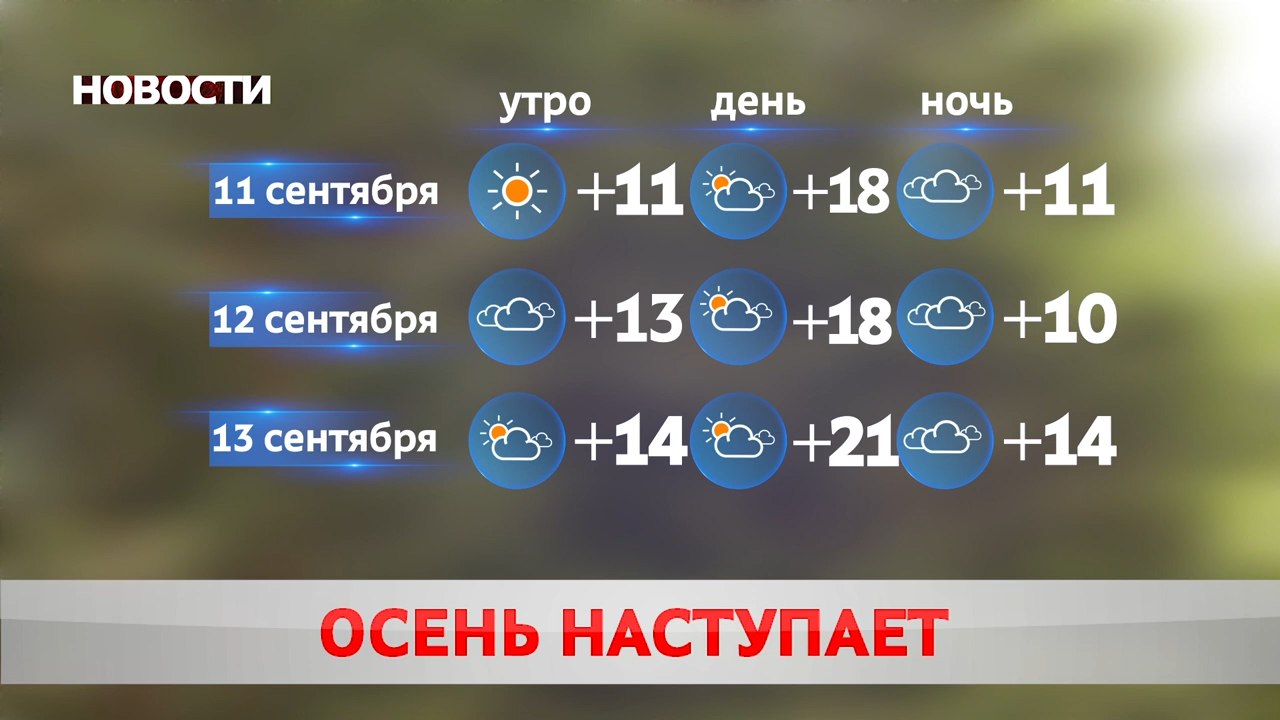 НОВОСТИ
утро день ночь
11 сентября +11 +18 +11
12 сентября +13 +18 +10
13 сентября +14 +21 +14
ОСЕНЬ НАСТУПАЕТ